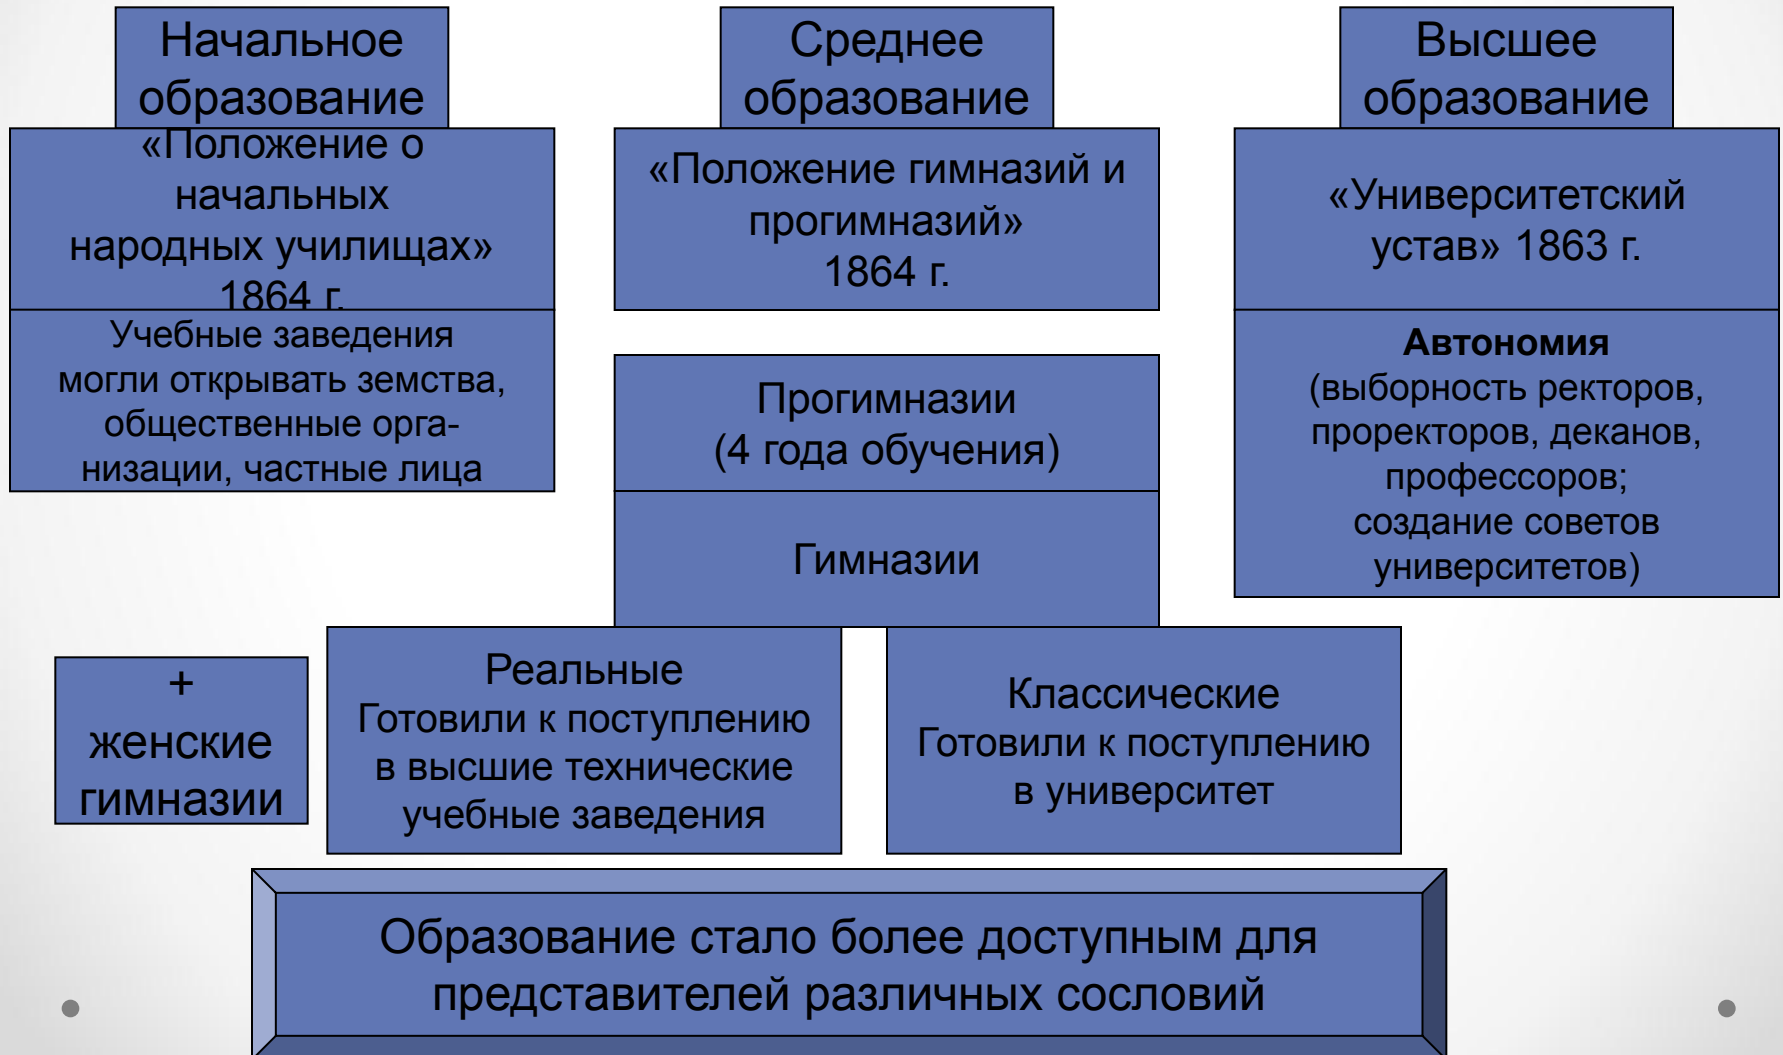 Начальное
образование
«Положение о
начальных
народных училищах»
1864 г.
Учебные заведения
могли открывать земства,
общественные орга-
низации, частные лица
Среднее
образование
«Положение гимназий и
прогимназий»
1864 г.
Прогимназии
(4 года обучения)
Гимназии
Высшее
образование
«Университетский
устав» 1863 г.
Автономия
(выборность ректоров,
проректоров, деканов,
профессоров;
создание советов
университетов)
+
женские
гимназии
Реальные
Готовили к поступлению
в высшие технические
учебные заведения
Классические
Готовили к поступлению
в университет
Образование стало более доступным для
представителей различных сословий